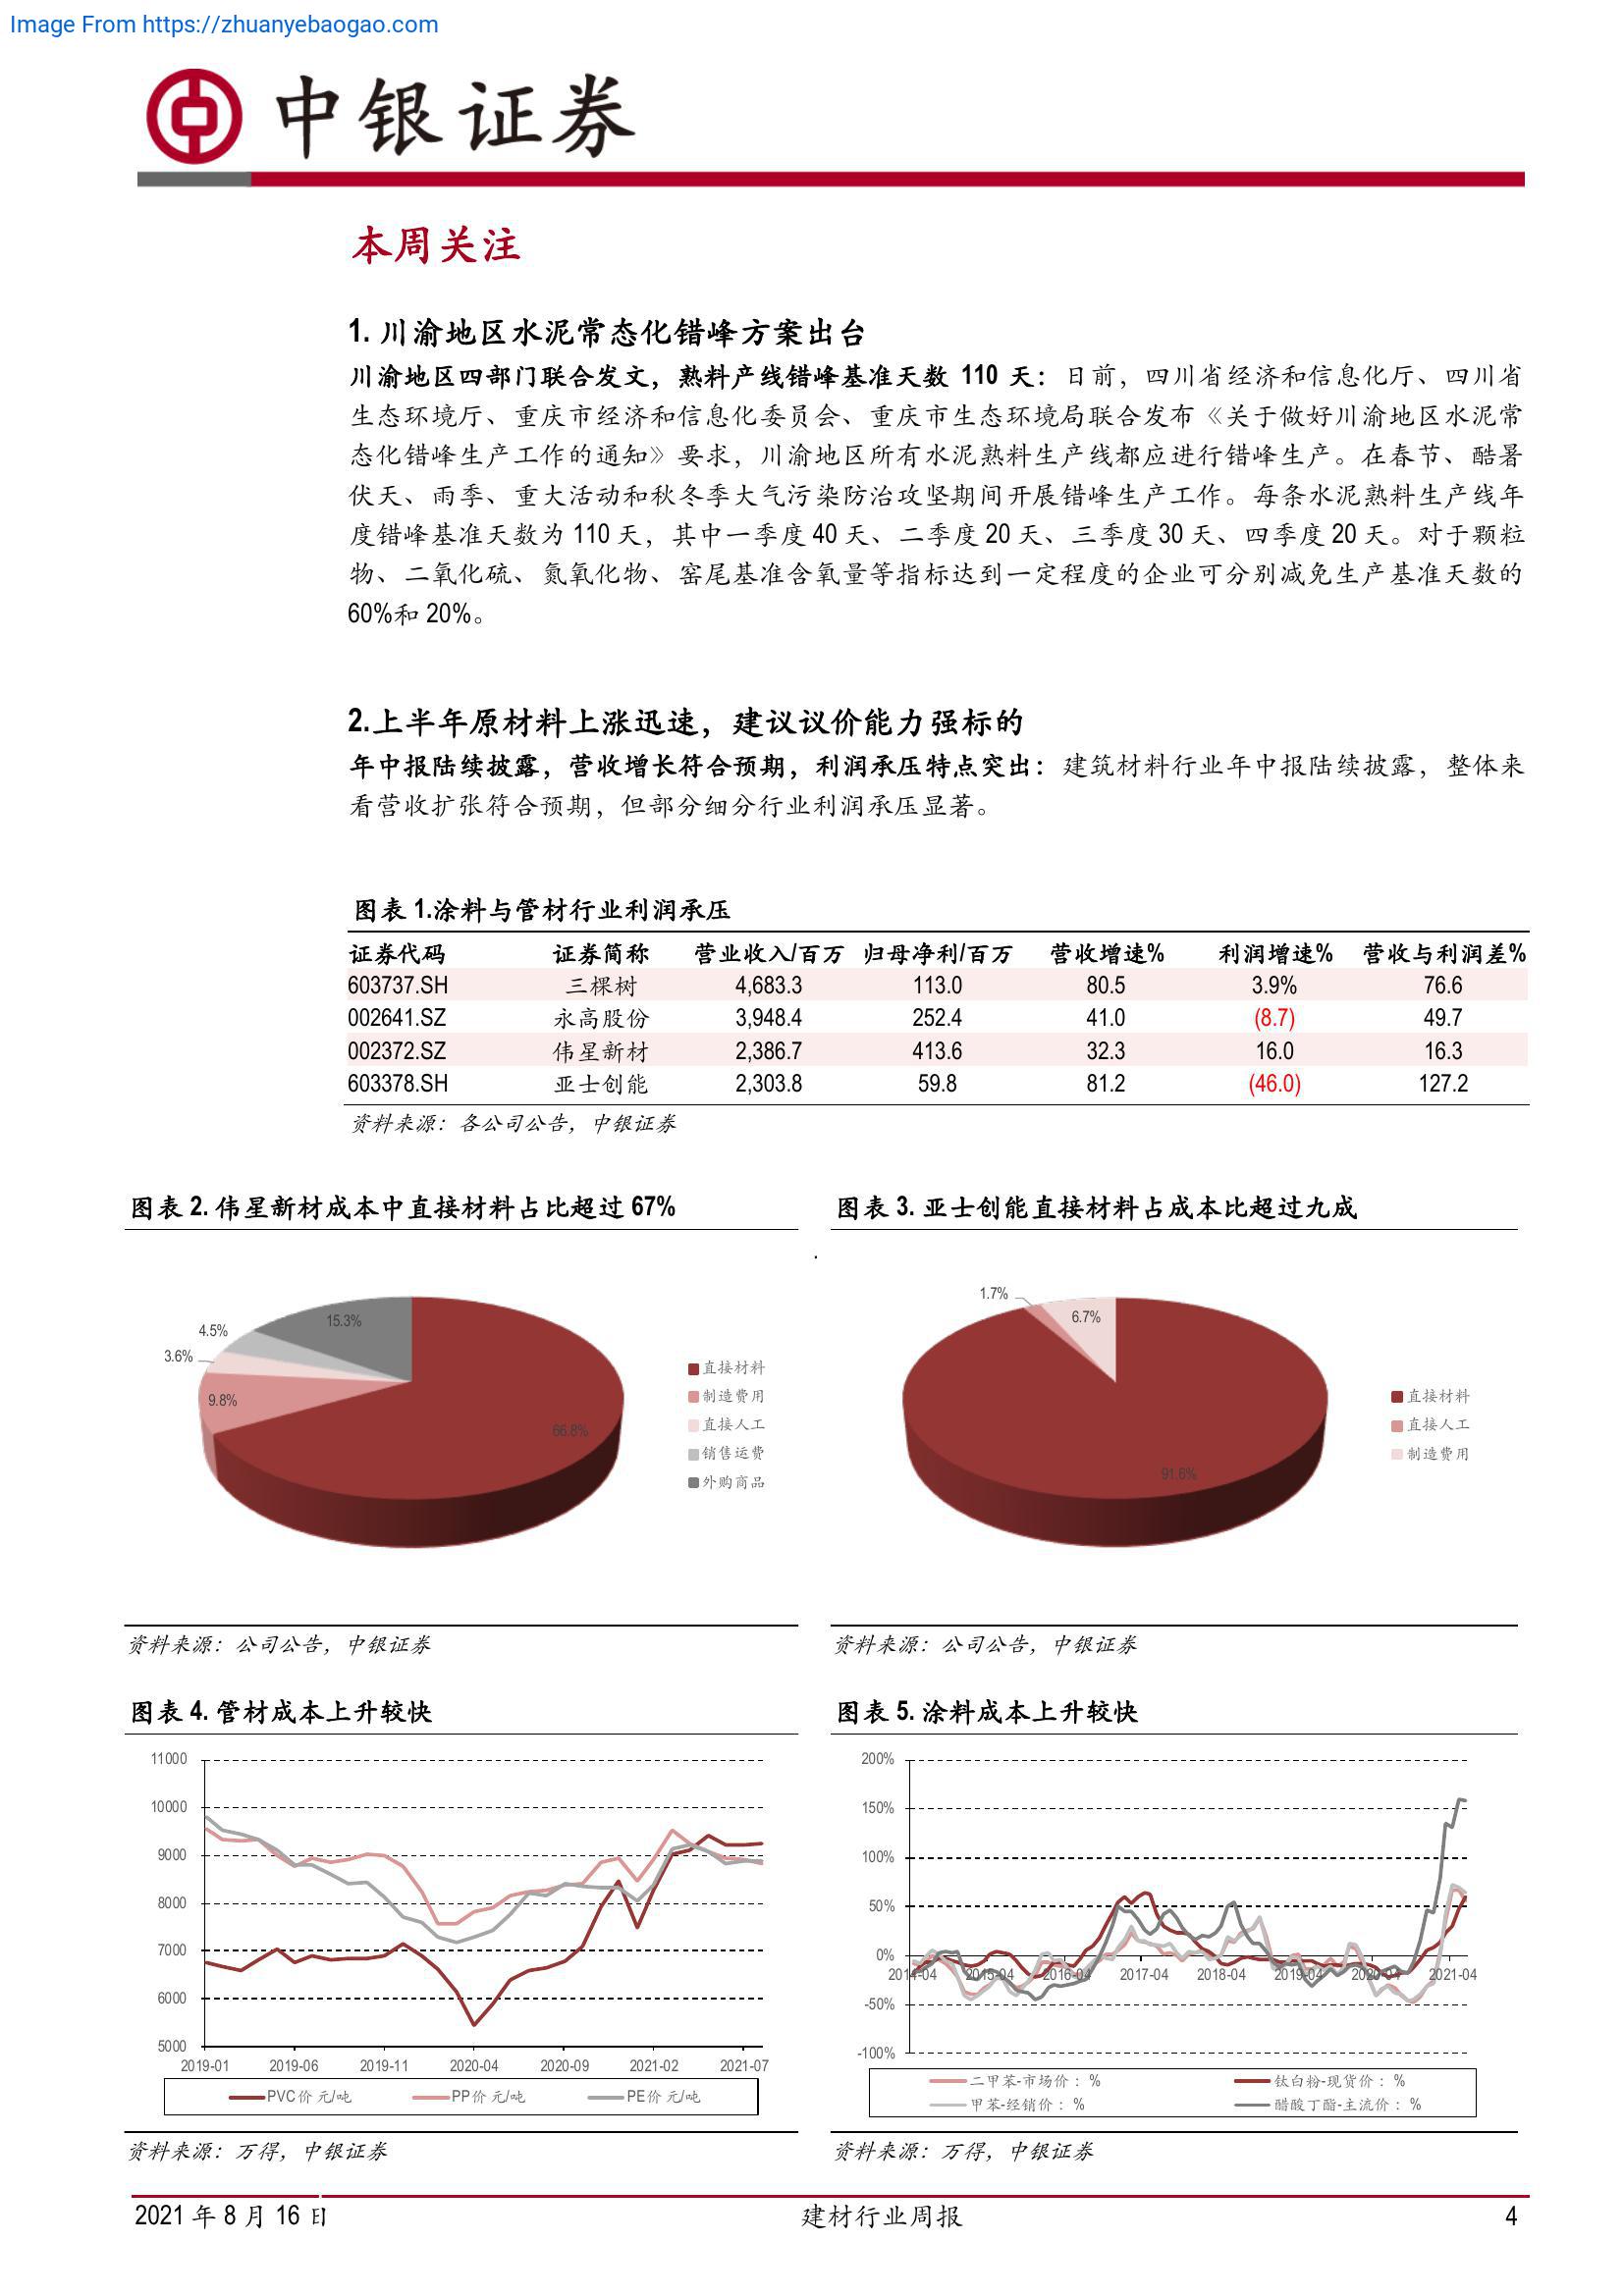 Image From https://zhuanyebaogao.com
中银证券
本周关注
1. 川渝地区水泥常态化错峰方案出台
川渝地区四部门联合发文，熟料产线错峰基准天数 110 天：日前，四川省经济和信息化厅、四川省
生态环境厅、重庆市经济和信息化委员会、重庆市生态环境局联合发布《关于做好川渝地区水泥常
态化错峰生产工作的通知》要求，川渝地区所有水泥熟料生产线都应进行错峰生产。在春节、酷暑
伏天、雨季、重大活动和秋冬季大气污染防治攻坚期间开展错峰生产工作。每条水泥熟料生产线年
度错峰基准天数为 110 天，其中一季度 40 天、二季度 20 天、三季度 30 天、四季度 20 天。对于颗粒
物、二氧化硫、氮氧化物、窑尾基准含氧量等指标达到一定程度的企业可分别减免生产基准天数的
60%和 20%。
2.上半年原材料上涨迅速，建议议价能力强标的
年中报陆续披露，营收增长符合预期，利润承压特点突出：建筑材料行业年中报陆续披露，整体来
看营收扩张符合预期，但部分细分行业利润承压显著。
图表 1.涂料与管材行业利润承压
证券代码 证券简称 营业收入/百万 归母净利/百万 营收增速% 利润增速% 营收与利润差%
603737.SH 三棵树 4,683.3 113.0 80.5 3.9% 76.6
002641.SZ 永高股份 3,948.4 252.4 41.0 (8.7) 49.7
002372.SZ 伟星新材 2,386.7 413.6 32.3 16.0 16.3
603378.SH 亚士创能 2,303.8 59.8 81.2 (46.0) 127.2
资料来源：各公司公告，中银证券
图表 2. 伟星新材成本中直接材料占比超过 67%
15.3%
4.5%
3.6%
9.8%
66.8%
直接材料
制造费用
直接人工
销售运费
外购商品
资料来源：公司公告，中银证券
图表 3. 亚士创能直接材料占成本比超过九成
1.7%
6.7%
91.6%
直接材料
直接人工
制造费用
资料来源：公司公告，中银证券
图表 4. 管材成本上升较快
11000
10000
9000
8000
7000
6000
5000
2019-01 2019-06 2019-11 2020-04 2020-09 2021-02 2021-07
PVC价 元/吨 PP价 元/吨 PE价 元/吨
资料来源：万得，中银证券
图表 5. 涂料成本上升较快
200%
150%
100%
50%
0%
2014-04 2015-04 2016-04 2017-04 2018-04 2019-04 2020-04 2021-04
-50%
-100%
二甲苯-市场价：% 钛白粉-现货价：%
甲苯-经销价：% 醋酸丁酯-主流价：%
资料来源：万得，中银证券
2021 年 8 月 16 日 建材行业周报 4